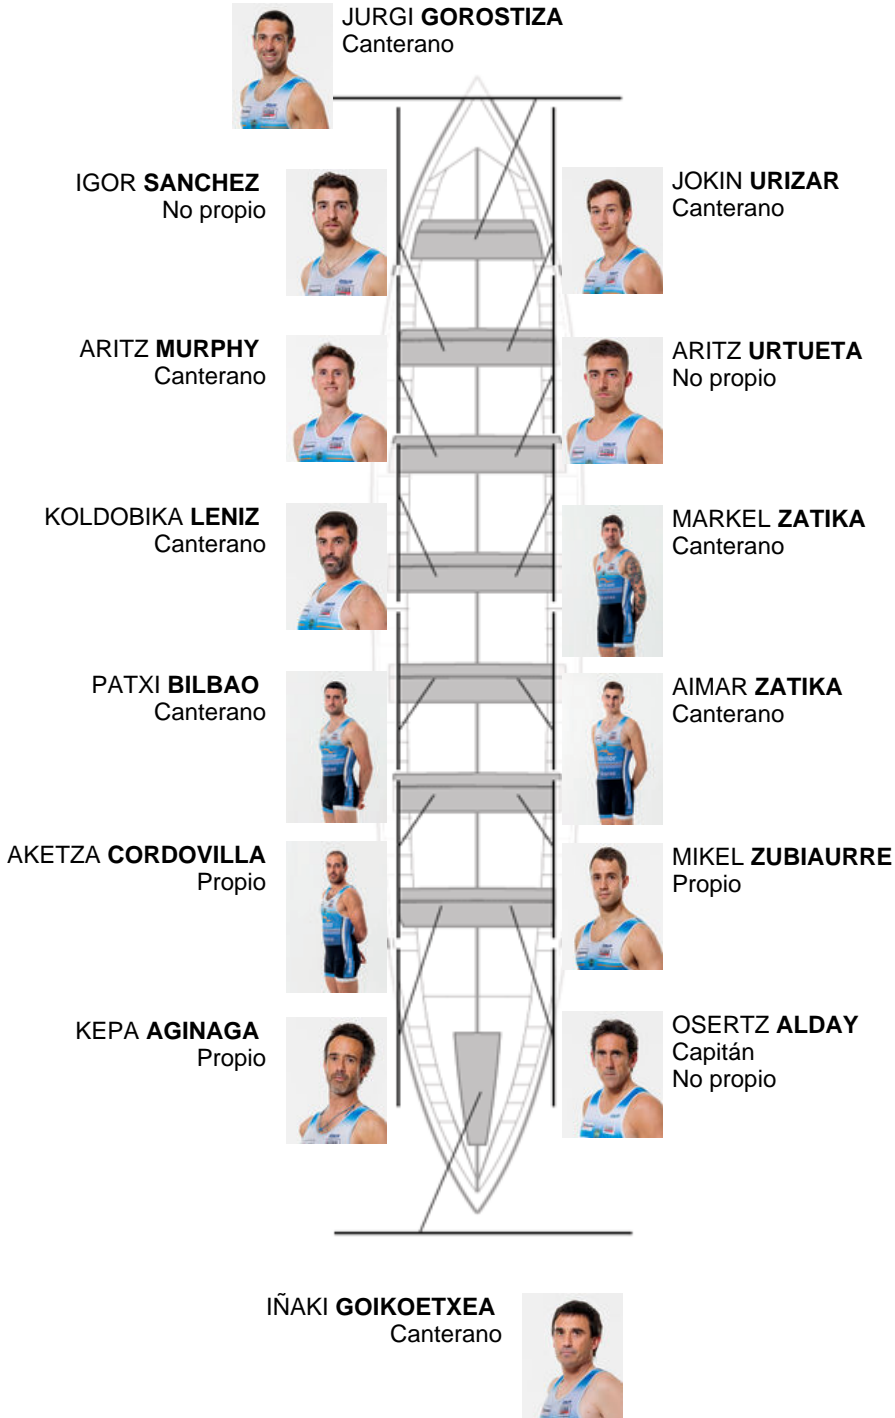 JURGI GOROSTIZA
Canterano
IGOR SANCHEZ
No propio
JOKIN URIZAR
Canterano
ARITZ MURPHY
Canterano
ARITZ URTUETA
No propio
KOLDOBIKA LENIZ
Canterano
MARKEL ZATIKA
Canterano
PATXI BILBAO
Canterano
AIMAR ZATIKA
Canterano
AKETZA CORDOVILLA
Propio
MIKEL ZUBIAURRE
Propio
KEPA AGINAGA
Propio
OSERTZ ALDAY
Capitán
No propio
IÑAKI GOIKOETXEA
Canterano